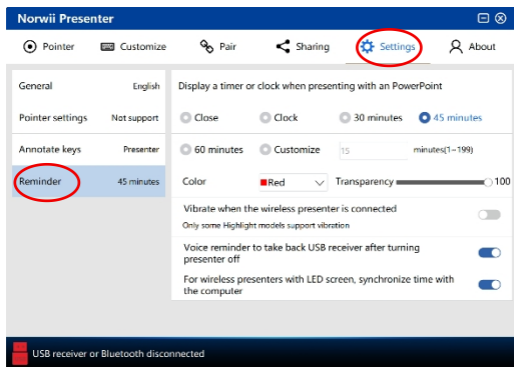 Norwii Presenter
Pointer
Customize
Pair
Sharing
Settings
About
General English
Pointer settings Not support
Annotate keys Presenter
Reminder 45 minutes
Display a timer or clock when presenting with an PowerPoint
Close Clock 30 minutes 45 minutes
60 minutes Customize 15 minutes(1~199)
Color Red Transparency 100
Vibrate when the wireless presenter is connected
Only some Highlight models support vibration
Voice reminder to take back USB receiver after turning
presenter off
For wireless presenters with LED screen, synchronize time with
the computer
USB receiver or Bluetooth disconnected